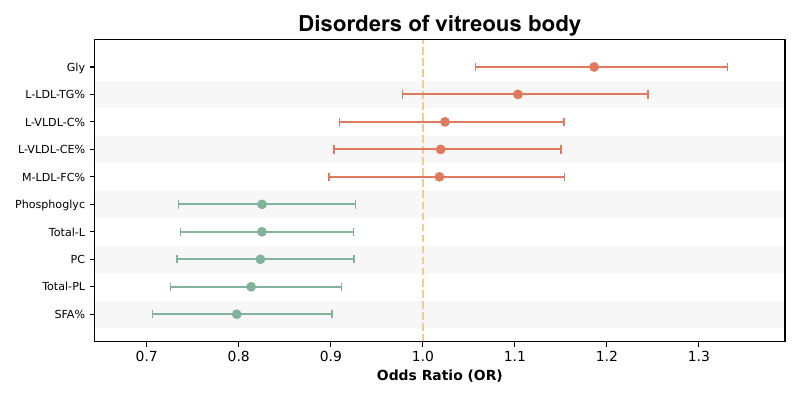 Disorders of vitreous body
Gly
L-LDL-TG%
L-VLDL-C%
L-VLDL-CE%
M-LDL-FC%
Phosphoglyc
Total-L
PC
Total-PL
SFA%
0.7 0.8 0.9 1.0 1.1 1.2 1.3
Odds Ratio (OR)